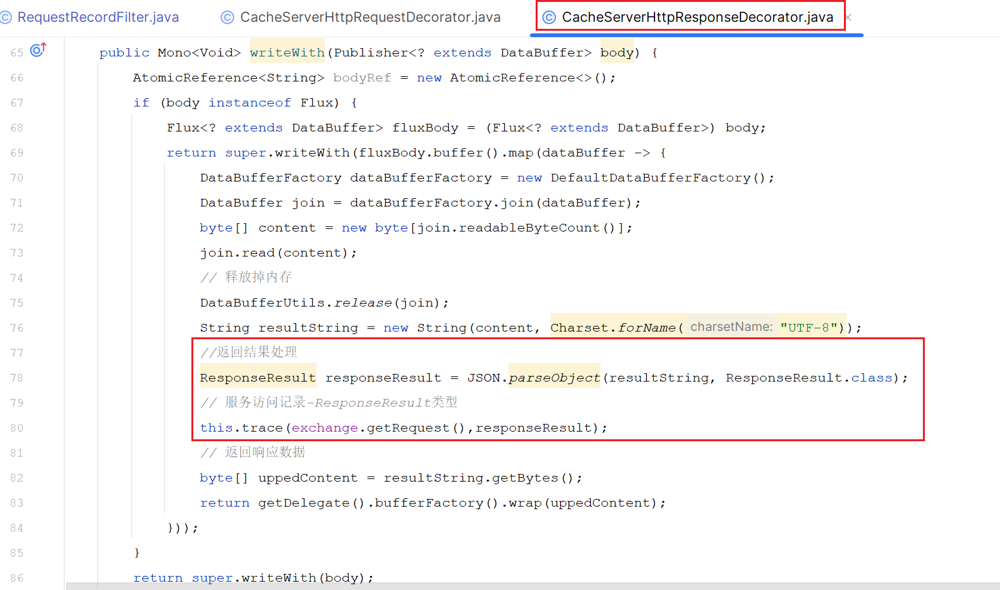 RequestRecordFilter.java CacheServerHttpRequestDecorator.java CacheServerHttpResponseDecorator.java
65 public Mono<Void> writeWith(Publisher<? extends DataBuffer> body) {
66 AtomicReference<String> bodyRef = new AtomicReference<>();
67 if (body instanceof Flux) {
68 Flux<? extends DataBuffer> fluxBody = (Flux<? extends DataBuffer>) body;
69 return super.writeWith(fluxBody.buffer().map(dataBuffer -> {
70 DataBufferFactory dataBufferFactory = new DefaultDataBufferFactory();
71 DataBuffer join = dataBufferFactory.join(dataBuffer);
72 byte[] content = new byte[join.readableByteCount()];
73 join.read(content);
74 // 释放掉内存
75 DataBufferUtils.release(join);
76 String resultString = new String(content, Charset.forName( charsetName: "UTF-8"));
77 //返回结果处理
78 ResponseResult responseResult = JSON.parseObject(resultString, ResponseResult.class);
79 // 服务访问记录-ResponseResult类型
80 this.trace(exchange.getRequest(),responseResult);
81 // 返回响应数据
82 byte[] uppedContent = resultString.getBytes();
83 return getDelegate().bufferFactory().wrap(uppedContent);
84 }));
85 }
86 return super.writeWith(body);